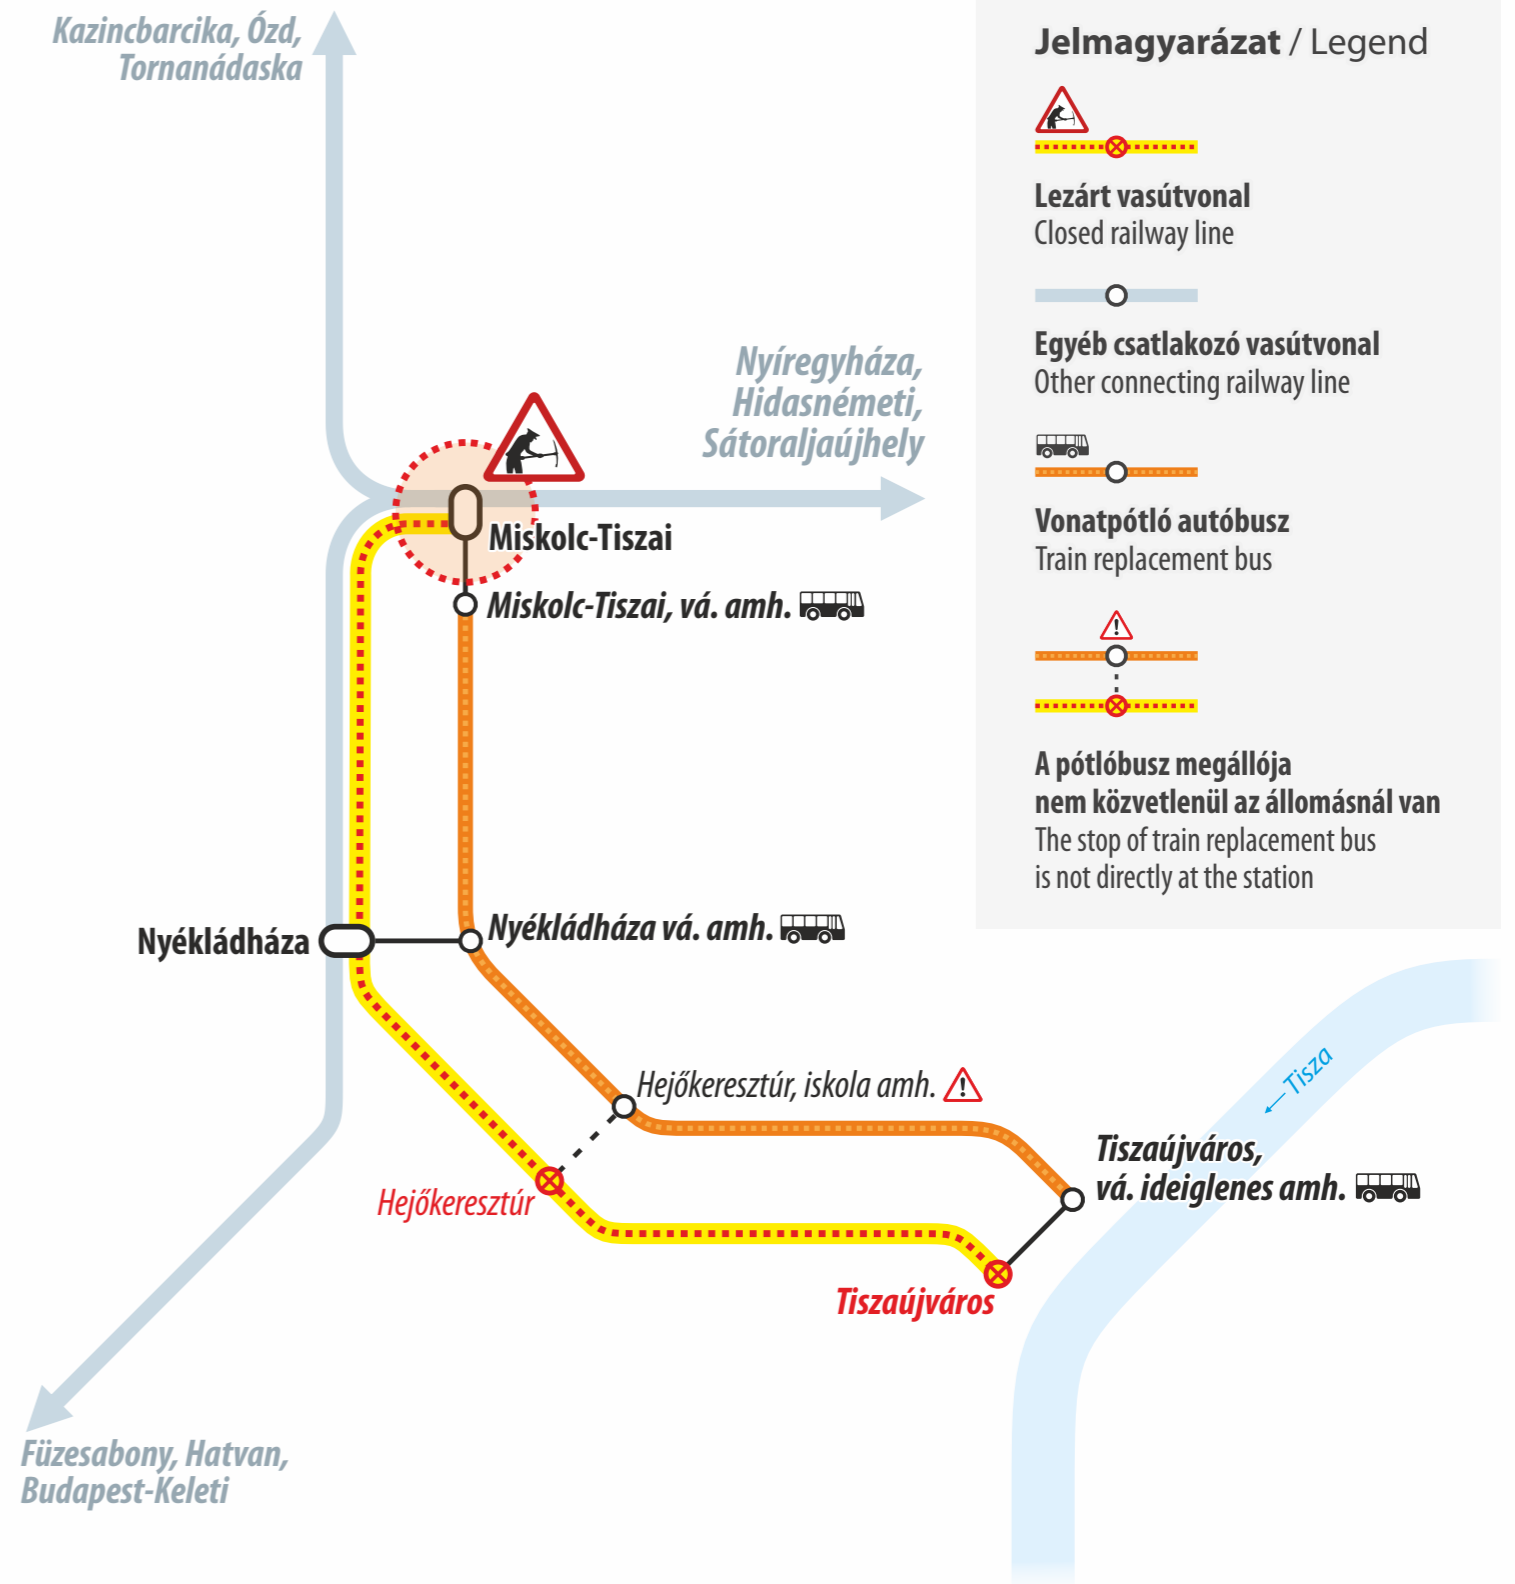 Kazincbarcika, Ózd,
Tornanádaska
Nyíregyháza,
Hidasnémeti,
Sátoraljaújhely
Miskolc-Tiszai
Miskolc-Tiszai, vá. amh.
Nyékládháza
Nyékládháza vá. amh.
Hejőkeresztúr, iskola amh.
Hejőkeresztúr
Tiszaújváros,
vá. ideiglenes amh.
Tiszaújváros
←Tisza
Füzesabony, Hatvan,
Budapest-Keleti
Jelmagyarázat / Legend
Lezárt vasútvonal
Closed railway line
Egyéb csatlakozó vasútvonal
Other connecting railway line
Vonatpótló autóbusz
Train replacement bus
A pótlóbusz megállója
nem közvetlenül az állomásnál van
The stop of train replacement bus
is not directly at the station